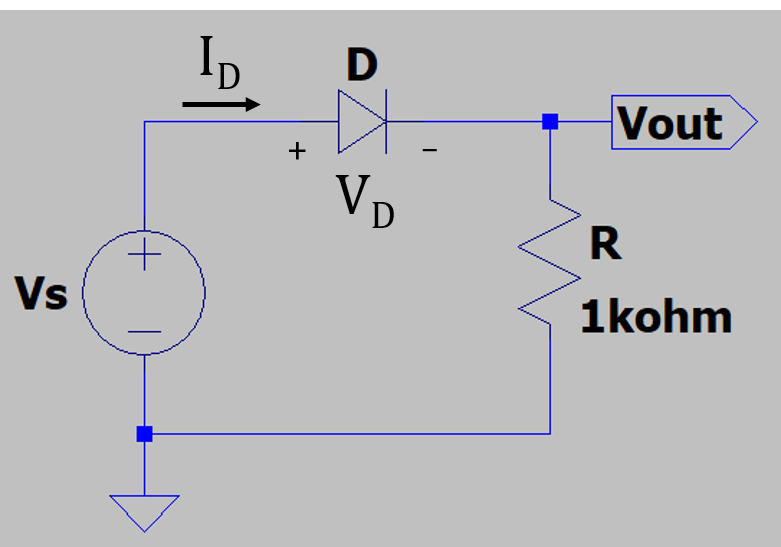 I_D
D
Vout
+ −
V_D
R
Vs
+
−
1kohm